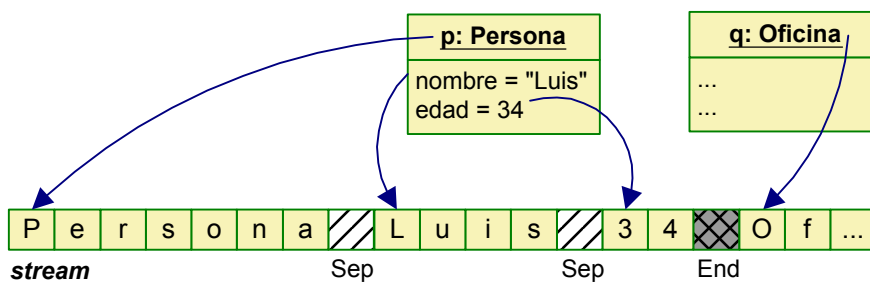 p: Persona
nombre = "Luis"
edad = 34
q: Oficina
...
...
P e r s o n a L u i s 3 4 O f ...
stream Sep Sep End